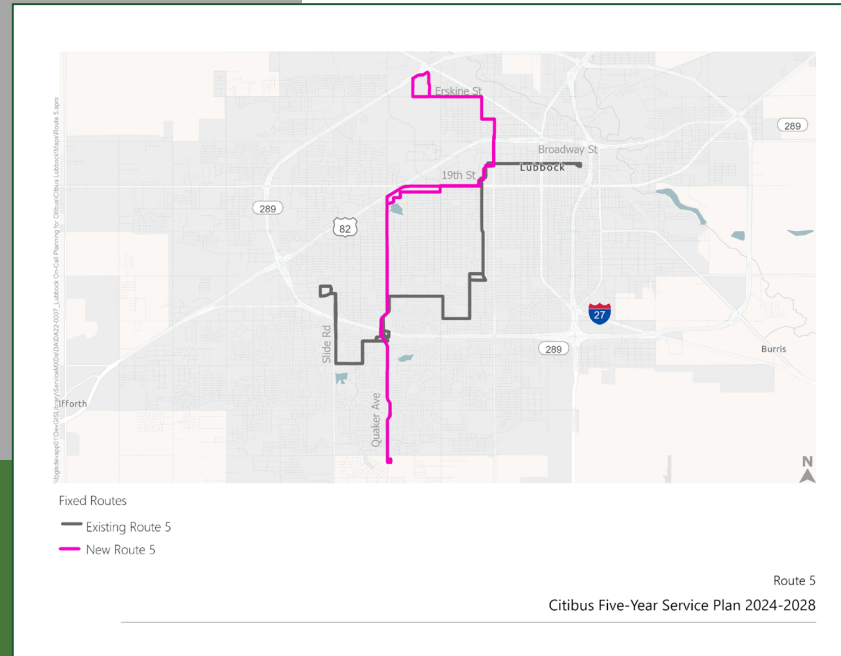 Erskine St
289
Broadway St
Lubbock
19th St
289
82
27
Slide Rd
289
Burris
lfforth
Quaker Ave
N
Fixed Routes
Existing Route 5
New Route 5
Route 5
Citibus Five-Year Service Plan 2024-2028